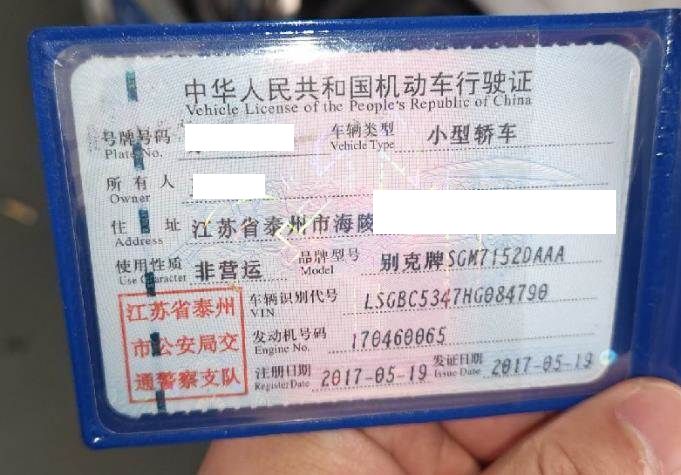 中华人民共和国机动车行驶证
Vehicle License of the People's Republic of China
号牌号码 车辆类型 小型轿车
Plate No. Vehicle Type
所有人
Owner
住址 江苏省泰州市海陵
Address
使用性质 非营运 品牌型号 别克牌SGM7152DAAA
Use Character Model
江苏省泰州 车辆识别代号 LSGBC5347HG084790
VIN
市公安局交 发动机号码 170460065
Engine No.
通警察支队 注册日期 2017-05-19 发证日期 2017-05-19
Register Date Issue Date